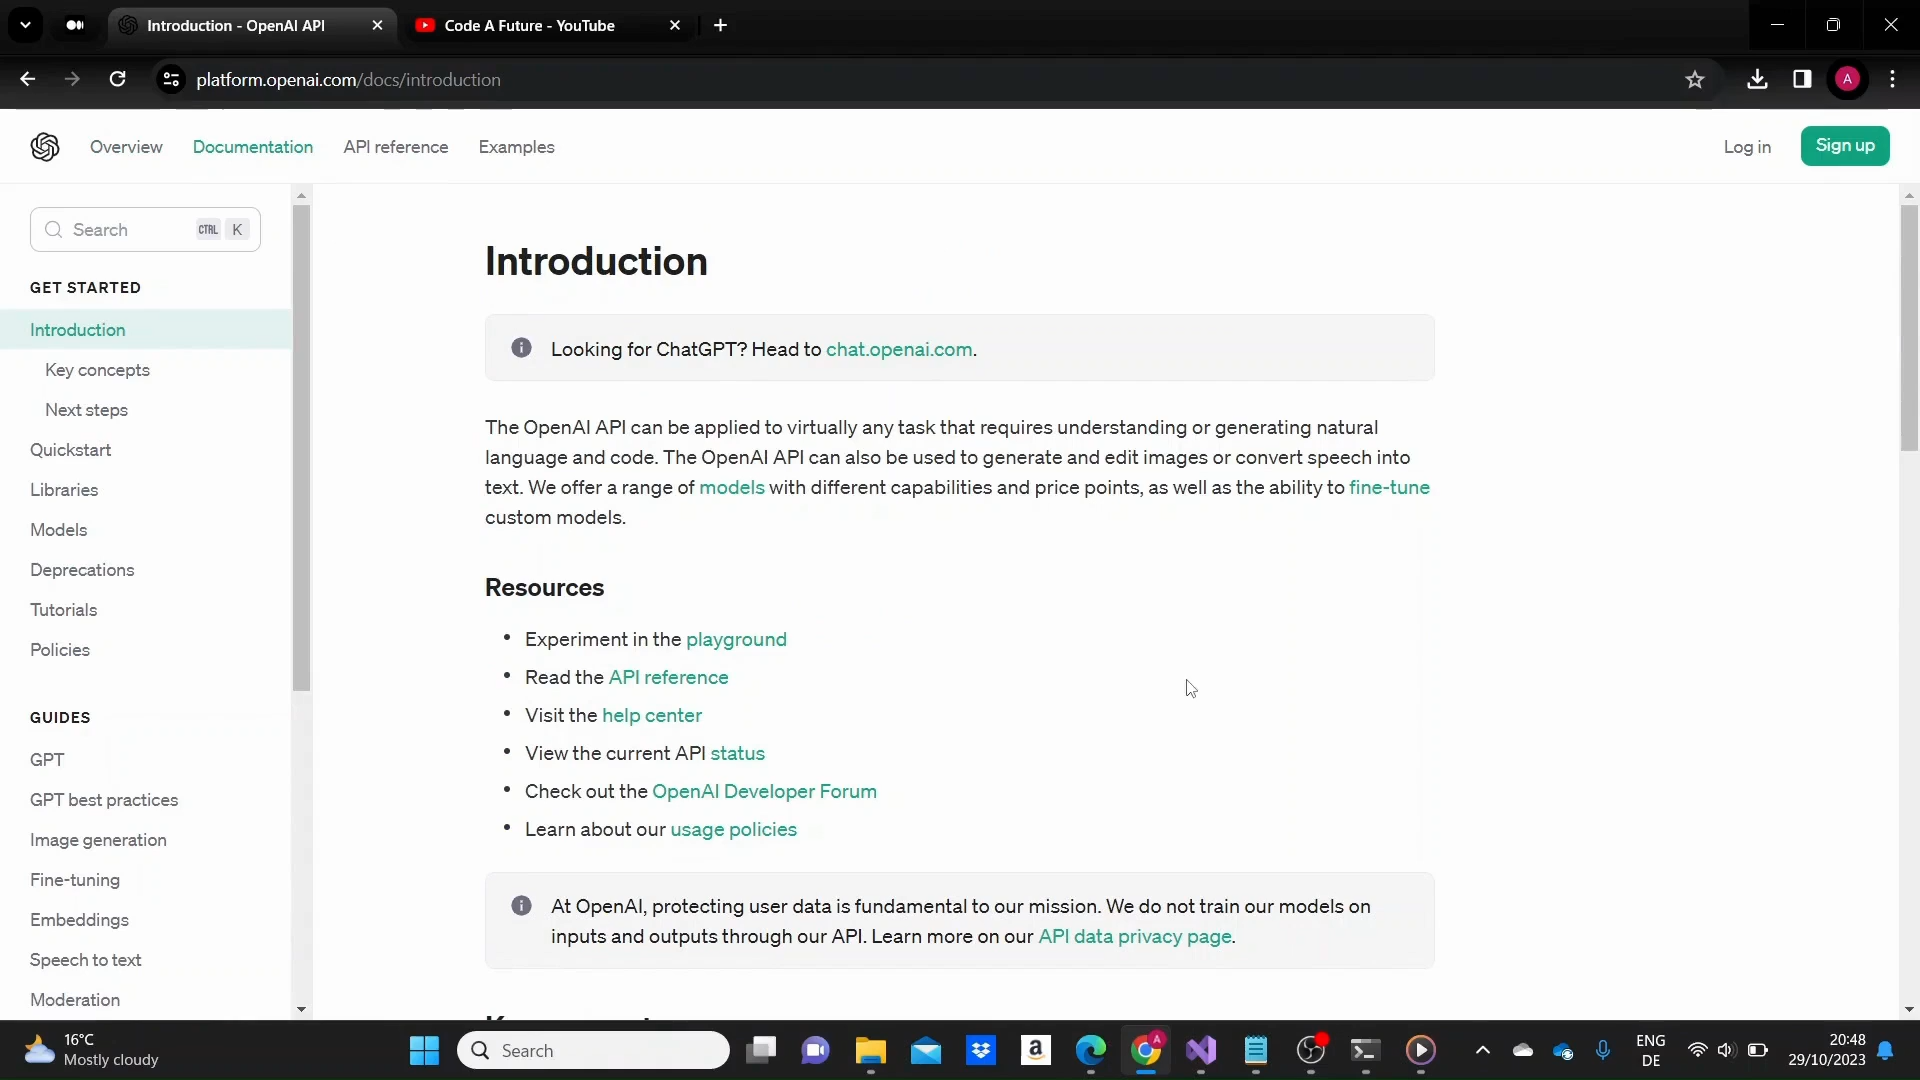 Introduction - OpenAI API
Code A Future - YouTube
platform.openai.com/docs/introduction
A
Overview
Documentation
API reference
Examples
Log in
Sign up
Search
CTRL
K
GET STARTED
Introduction
Key concepts
Next steps
Quickstart
Libraries
Models
Deprecations
Tutorials
Policies
GUIDES
GPT
GPT best practices
Image generation
Fine-tuning
Embeddings
Speech to text
Moderation
Introduction
Looking for ChatGPT? Head to chat.openai.com.
The OpenAI API can be applied to virtually any task that requires understanding or generating natural
language and code. The OpenAI API can also be used to generate and edit images or convert speech into
text. We offer a range of models with different capabilities and price points, as well as the ability to fine-tune
custom models.
Resources
• Experiment in the playground
• Read the API reference
• Visit the help center
• View the current API status
• Check out the OpenAI Developer Forum
• Learn about our usage policies
At OpenAI, protecting user data is fundamental to our mission. We do not train our models on
inputs and outputs through our API. Learn more on our API data privacy page.
16°C
Mostly cloudy
Search
a
A
ENG
DE
20:48
29/10/2023